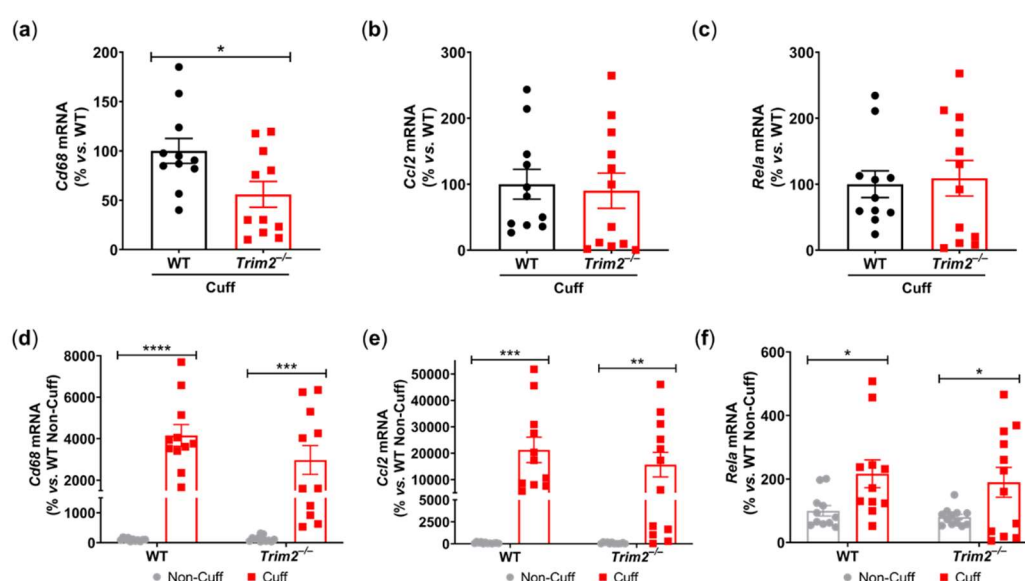 (a)
Cd68 mRNA
(% vs. WT)
200
150
100
50
0
*
WT
Trim2⁻/⁻
Cuff
(b)
Ccl2 mRNA
(% vs. WT)
300
200
100
0
WT
Trim2⁻/⁻
Cuff
(c)
Rela mRNA
(% vs. WT)
300
200
100
0
WT
Trim2⁻/⁻
Cuff
(d)
Cd68 mRNA
(% vs. WT Non-Cuff)
8000
6000
4000
2000
1000
0
****
***
WT
Trim2⁻/⁻
(e)
Ccl2 mRNA
(% vs. WT Non-Cuff)
50000
40000
30000
20000
10000
5000
2500
0
***
**
WT
Trim2⁻/⁻
(f)
Rela mRNA
(% vs. WT Non-Cuff)
600
400
200
0
*
*
WT
Trim2⁻/⁻
Non-Cuff Cuff
Non-Cuff Cuff
Non-Cuff Cuff